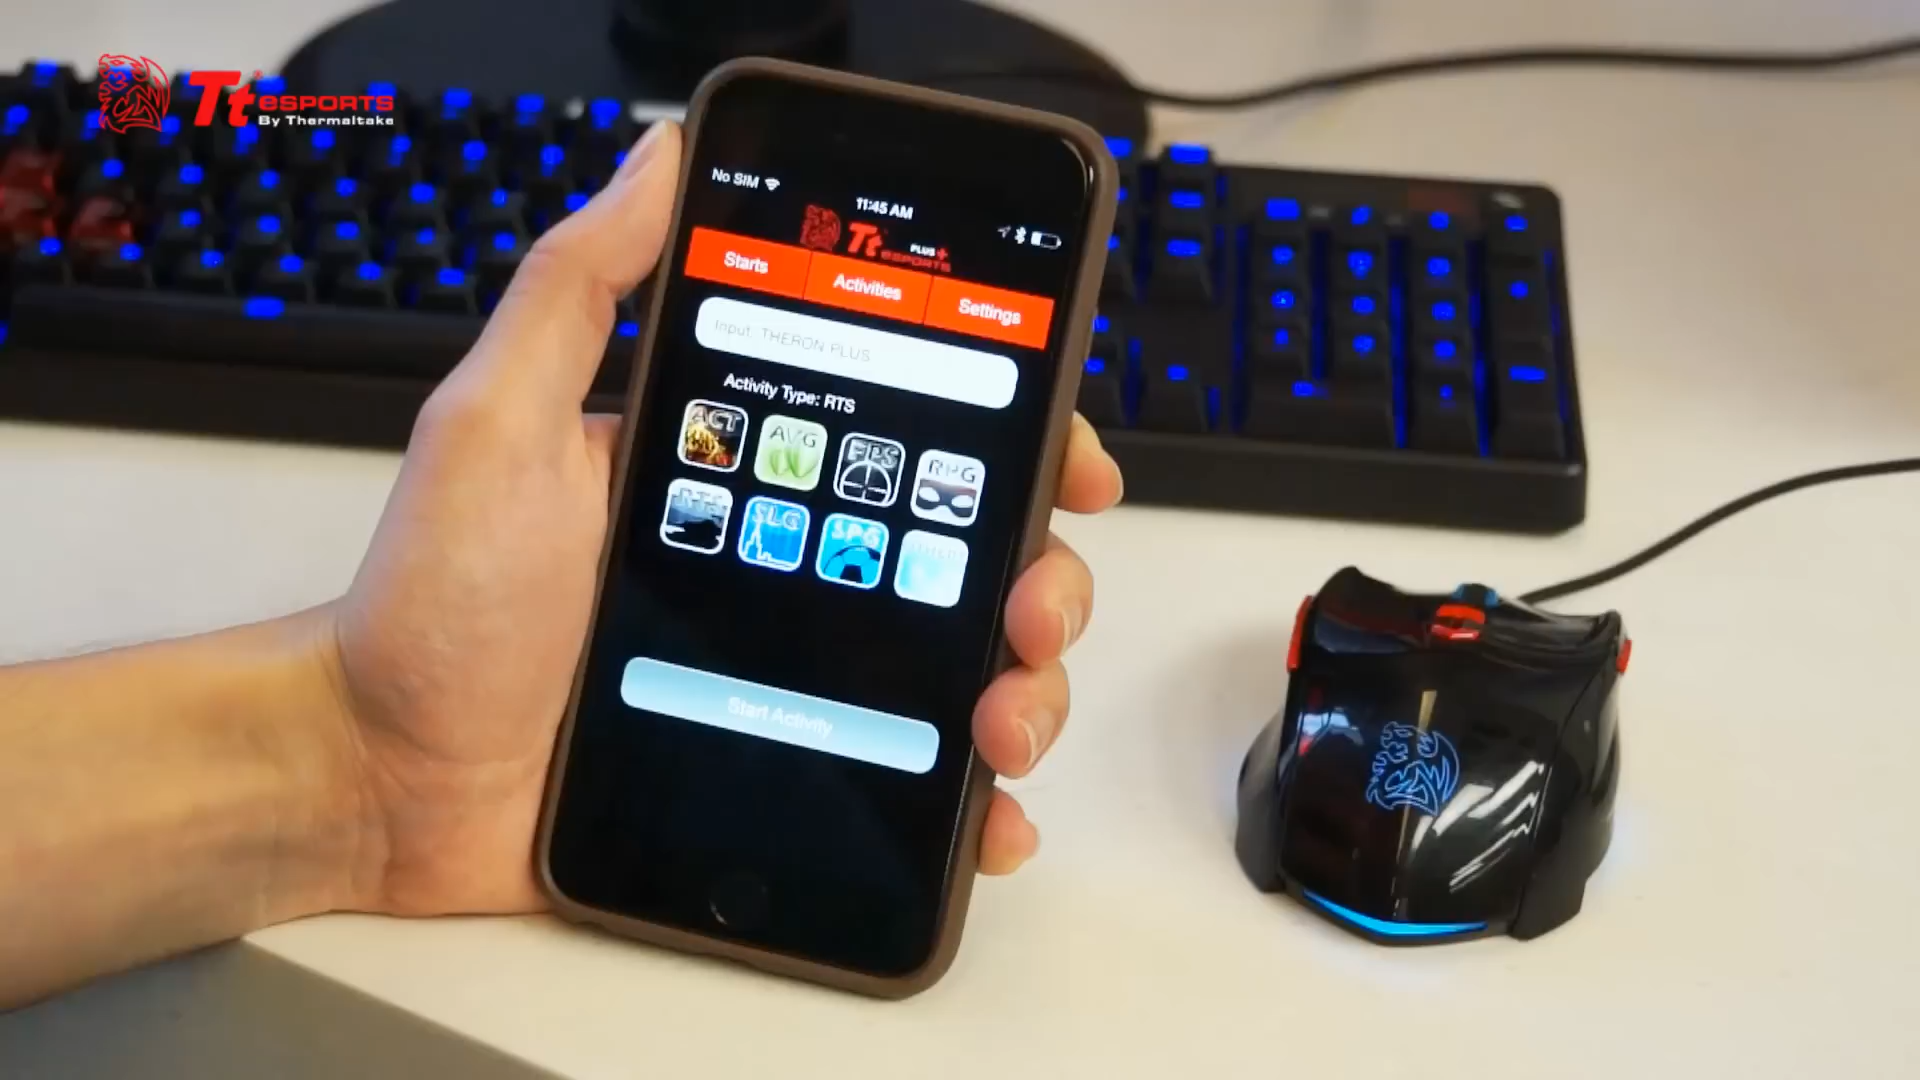 Tt ESPORTS
By Thermaltake
No SIM
11:45 AM
Tt ESPORTS PLUS+
Starts
Activities
Settings
Input: THERON PLUS
Activity Type: RTS
ACT
AVG
FPS
RPG
RTS
SLG
SPG
Start Activity